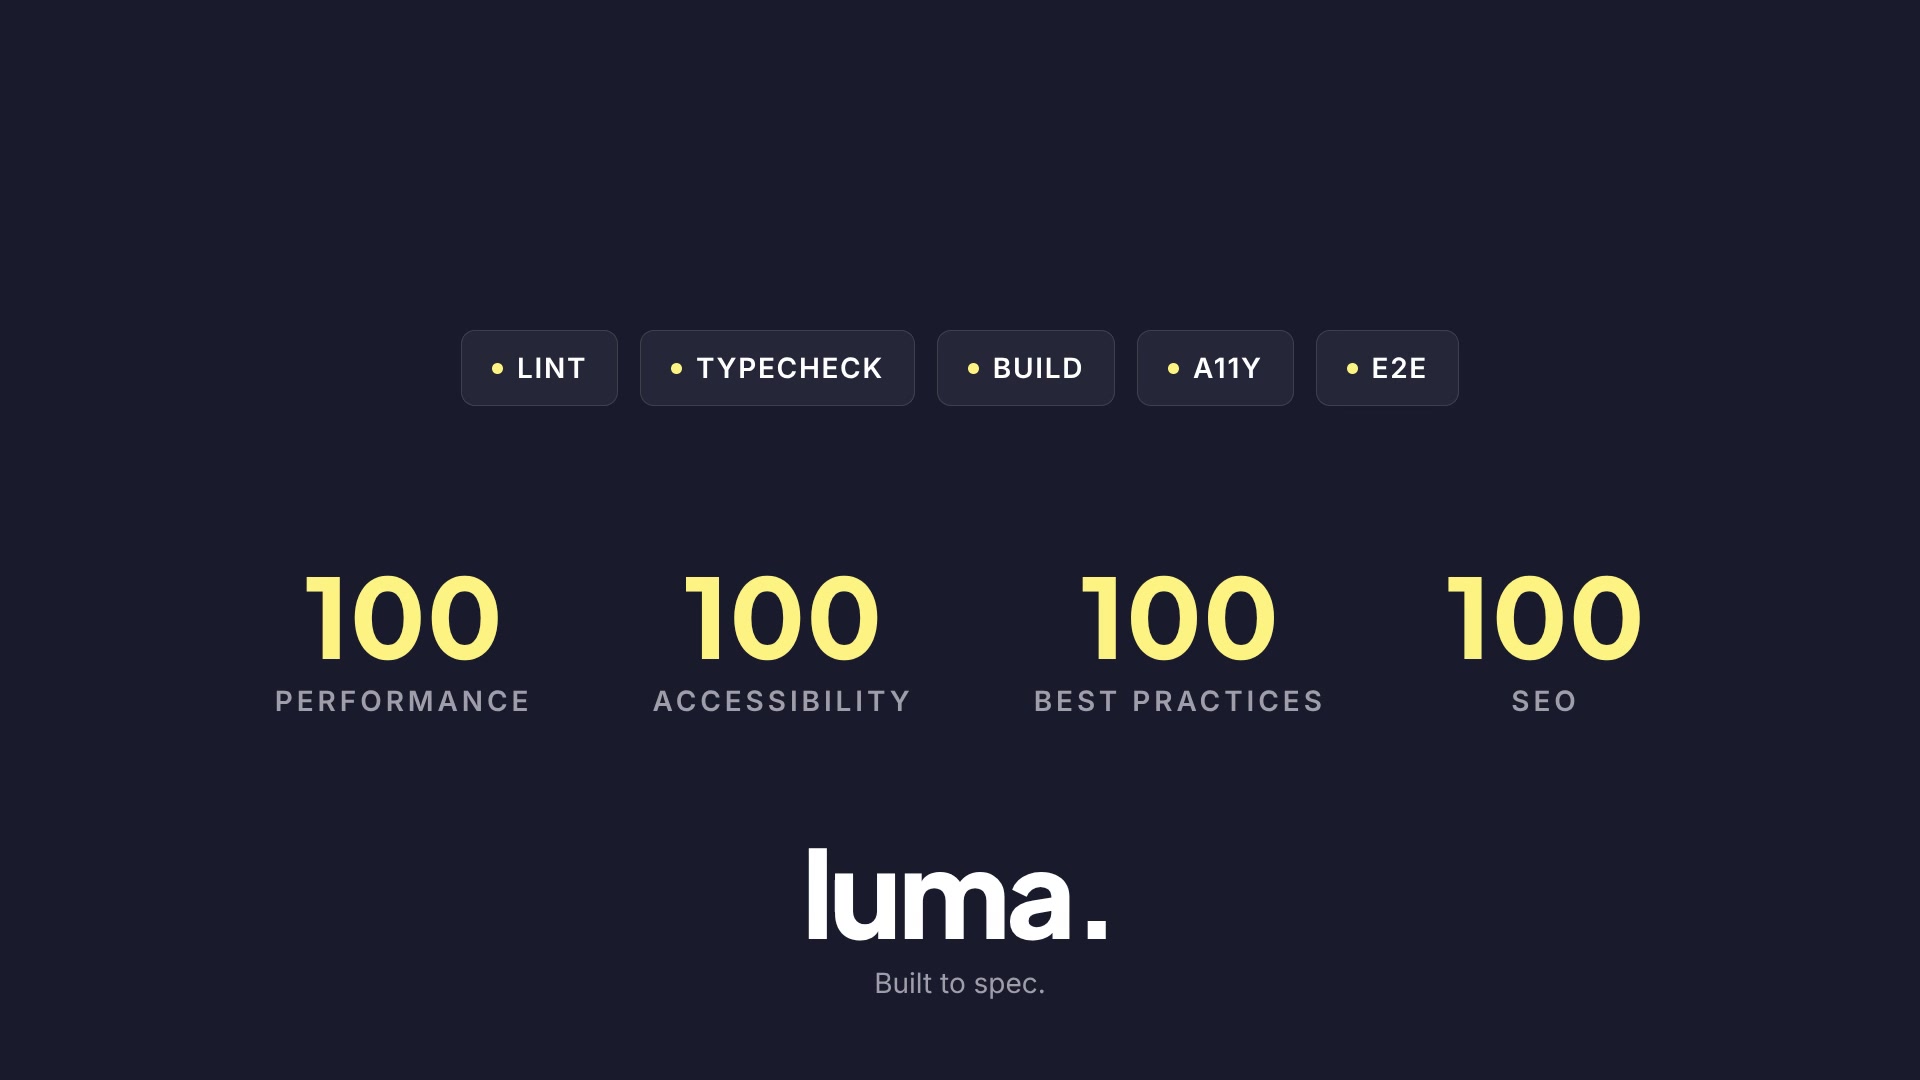 LINT TYPECHECK BUILD A11Y E2E
100 100 100 100
PERFORMANCE ACCESSIBILITY BEST PRACTICES SEO
luma.
Built to spec.